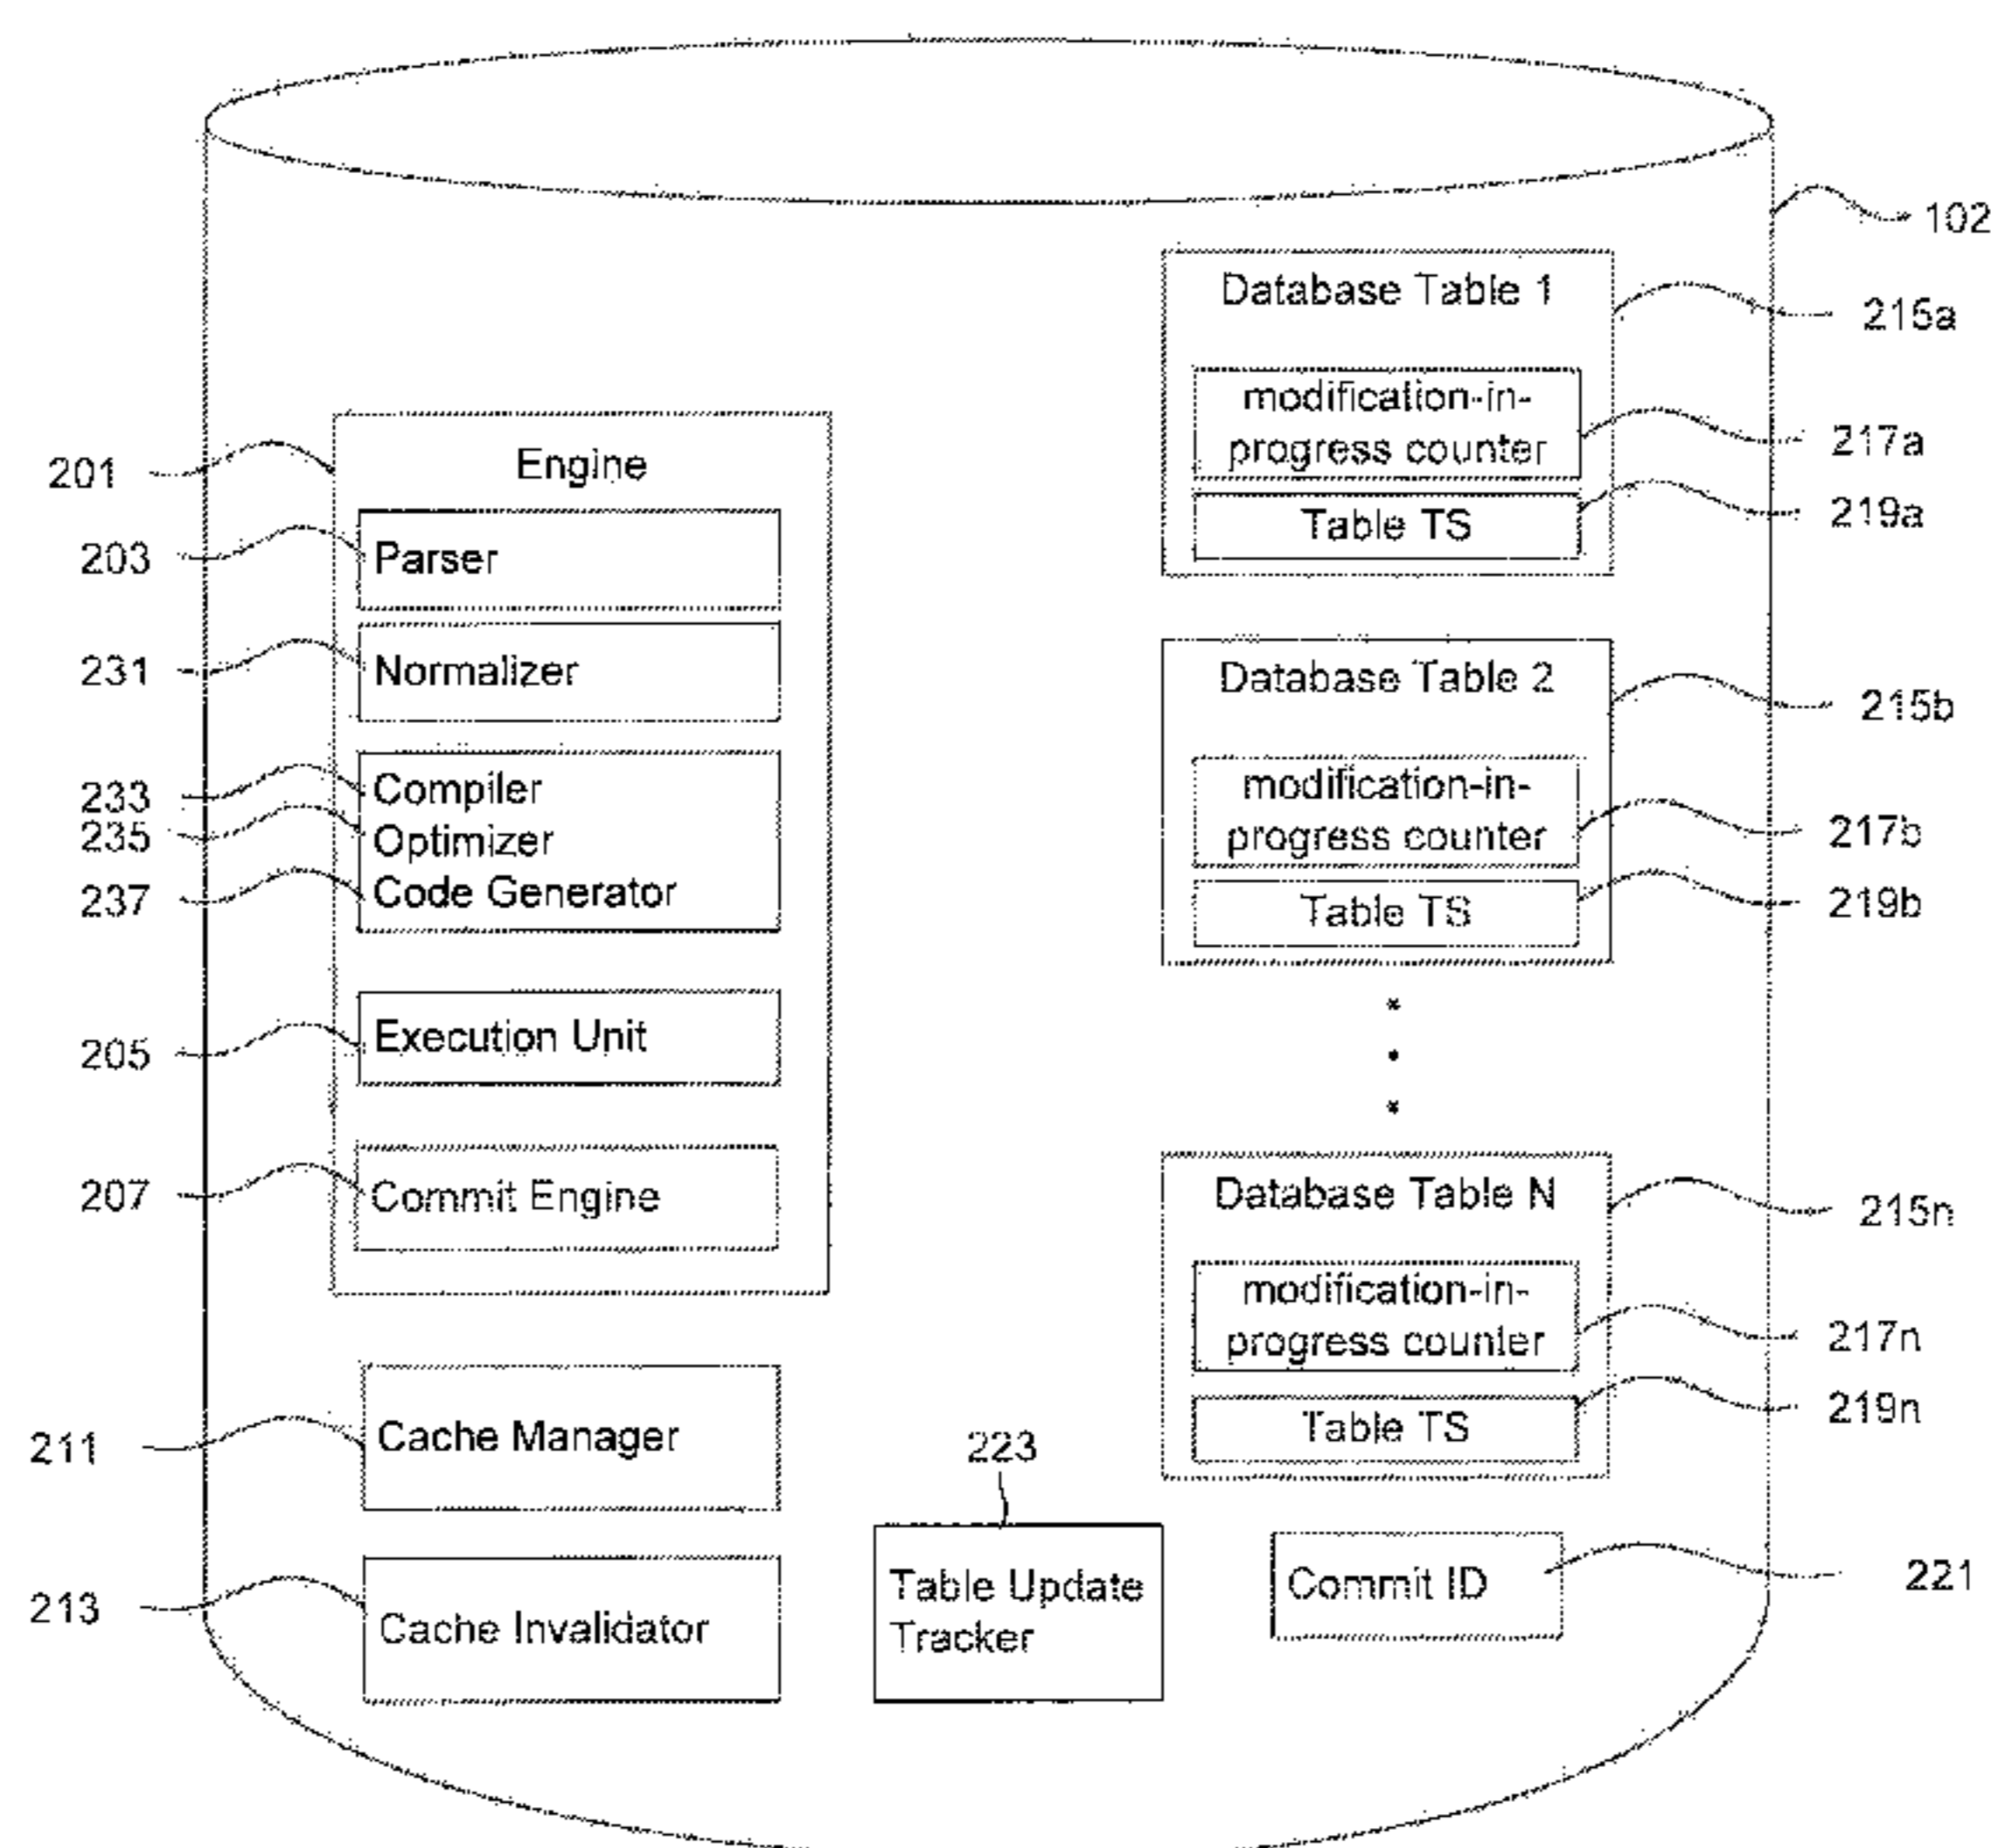 102
Database Table 1
215a
modification-in-
progress counter
217a
Table TS
219a
201
Engine
203
Parser
231
Normalizer
233
Compiler
235
Optimizer
237
Code Generator
205
Execution Unit
207
Commit Engine
Database Table 2
215b
modification-in-
progress counter
217b
Table TS
219b
Database Table N
215n
modification-in-
progress counter
217n
Table TS
219n
211
Cache Manager
213
Cache Invalidator
223
Table Update
Tracker
Commit ID
221